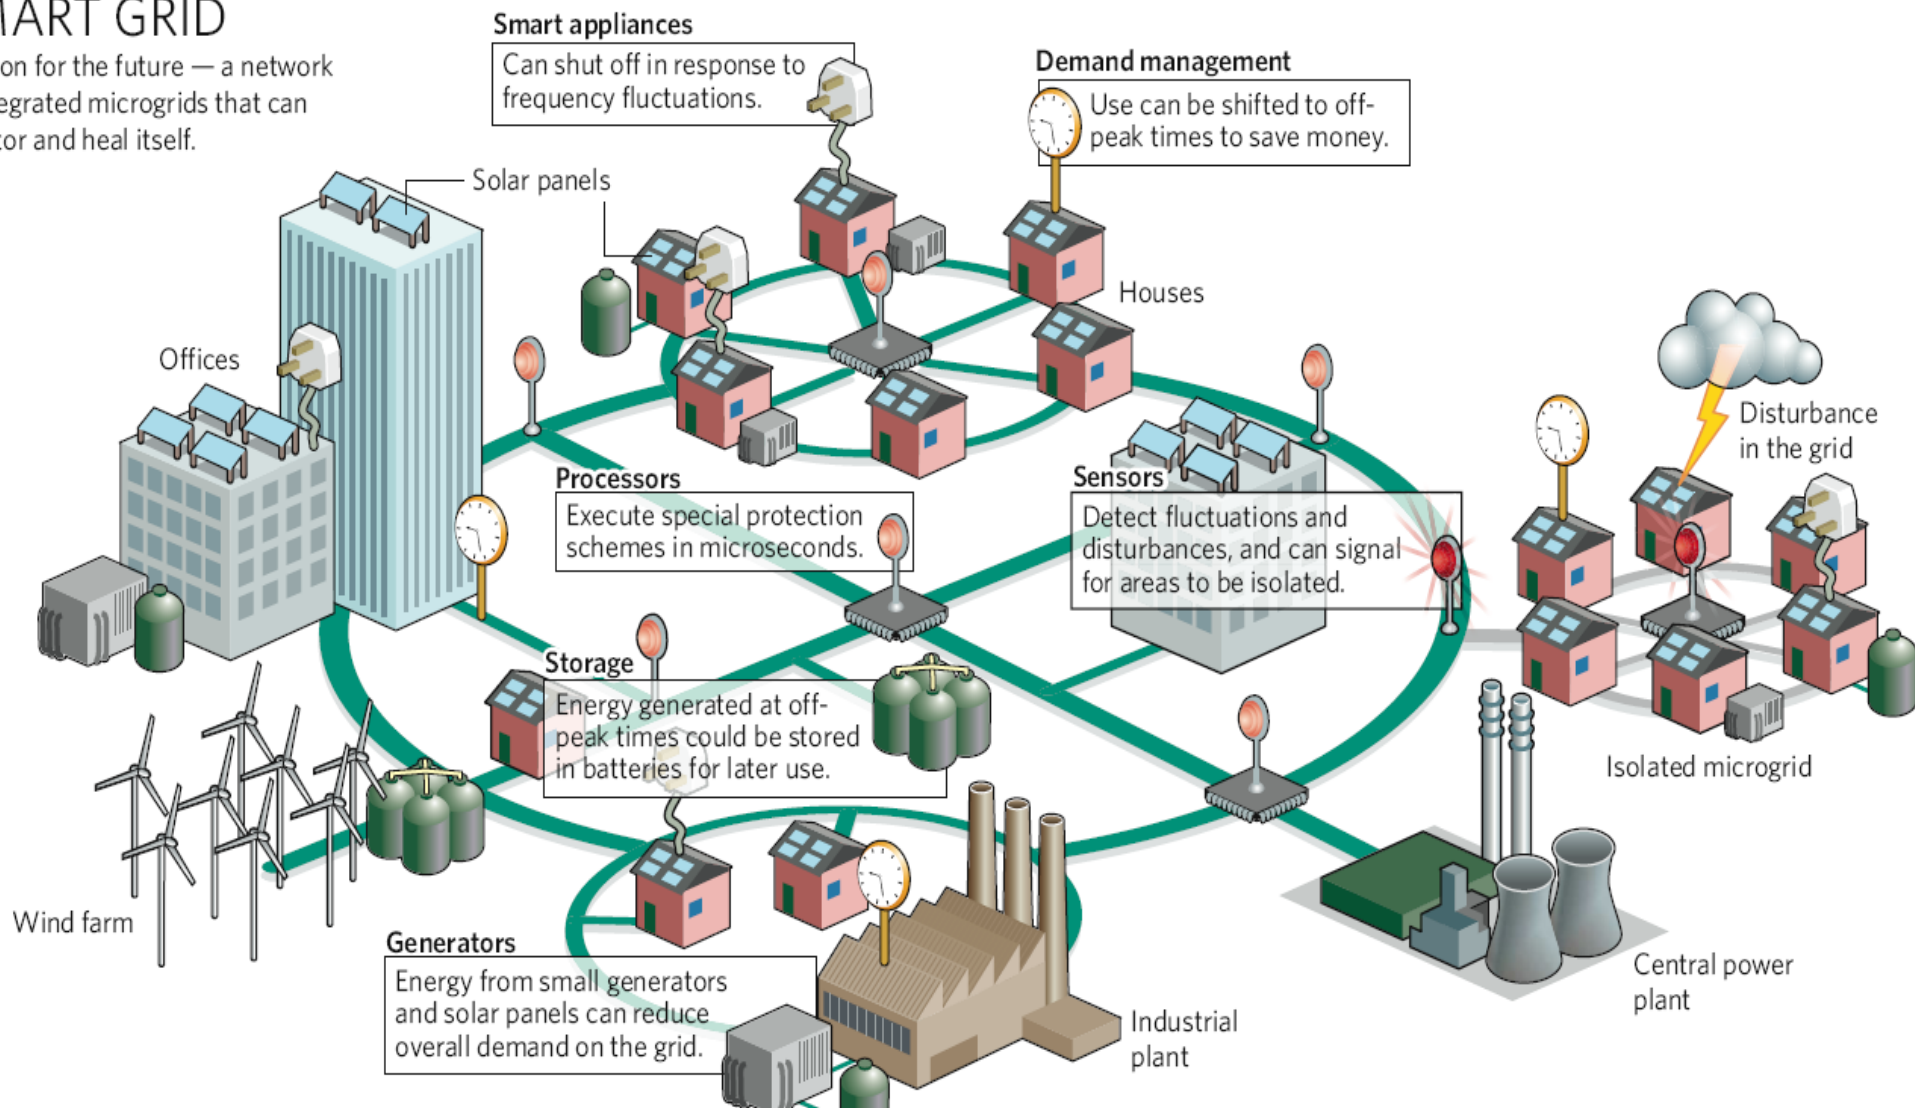 MART GRID
on for the future — a network
egrated microgrids that can
tor and heal itself.
Smart appliances
Can shut off in response to
frequency fluctuations.
Demand management
Use can be shifted to off-
peak times to save money.
Solar panels
Houses
Offices
Disturbance
in the grid
Processors
Execute special protection
schemes in microseconds.
Sensors
Detect fluctuations and
disturbances, and can signal
for areas to be isolated.
Storage
Energy generated at off-
peak times could be stored
in batteries for later use.
Isolated microgrid
Wind farm
Generators
Energy from small generators
and solar panels can reduce
overall demand on the grid.
Central power
plant
Industrial
plant